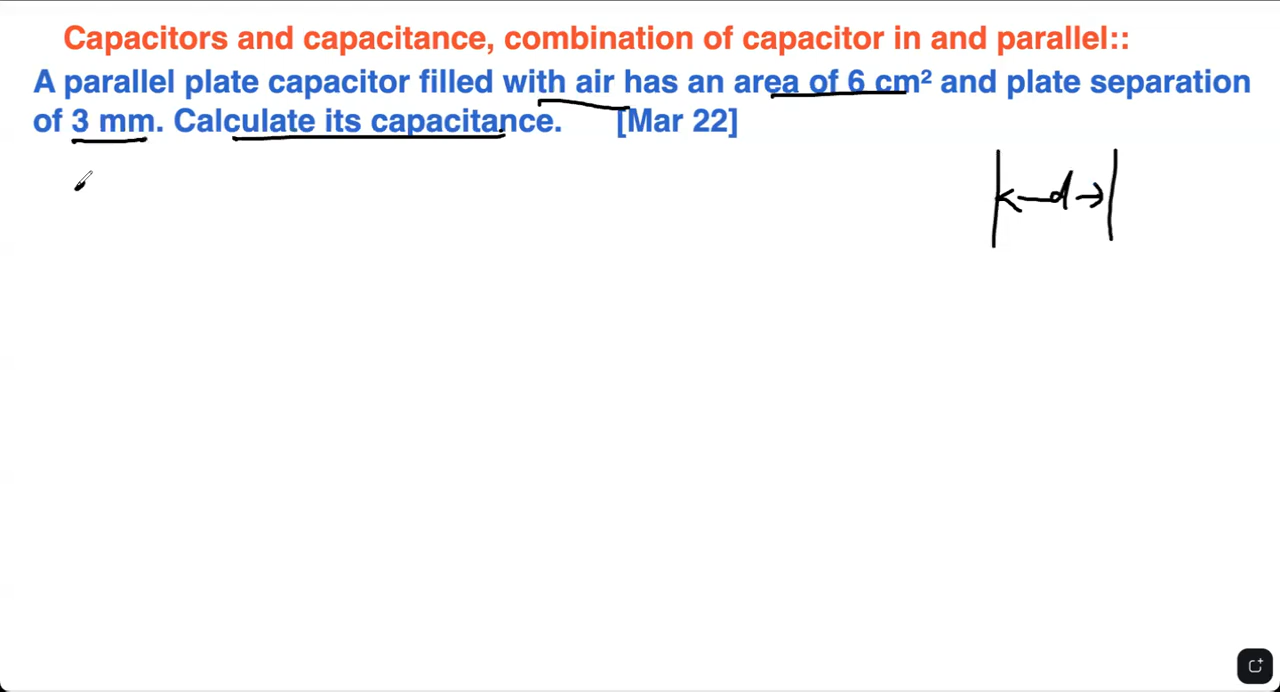 Capacitors and capacitance, combination of capacitor in and parallel::
A parallel plate capacitor filled with air has an area of 6 cm² and plate separation
of 3 mm. Calculate its capacitance. [Mar 22]
d